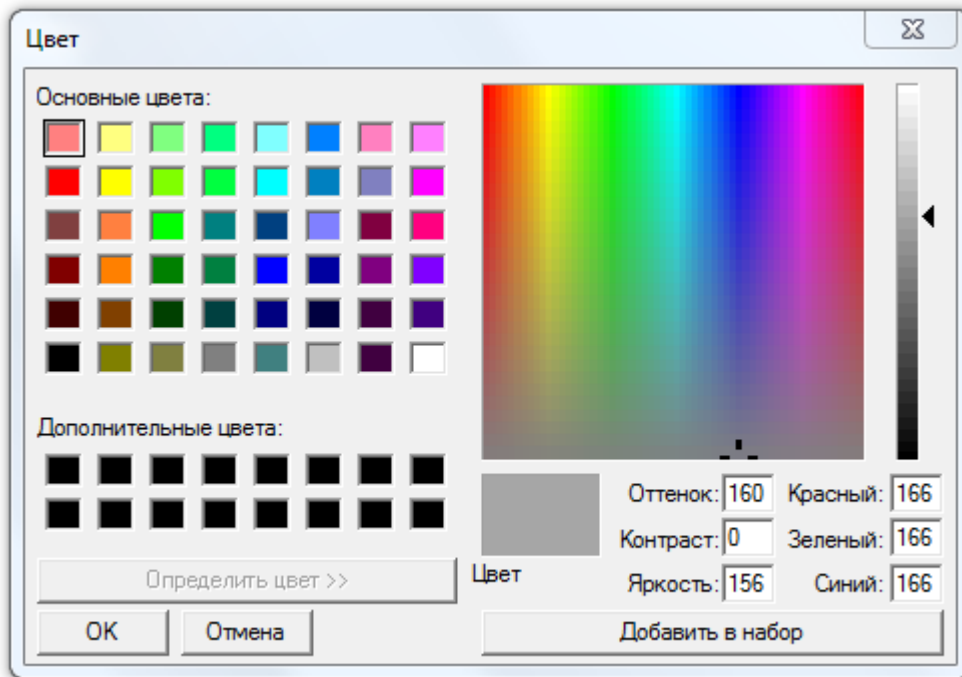 Цвет
Основные цвета:
Дополнительные цвета:
Определить цвет >>
OK
Отмена
Цвет
Оттенок: 160
Красный: 166
Контраст: 0
Зеленый: 166
Яркость: 156
Синий: 166
Добавить в набор